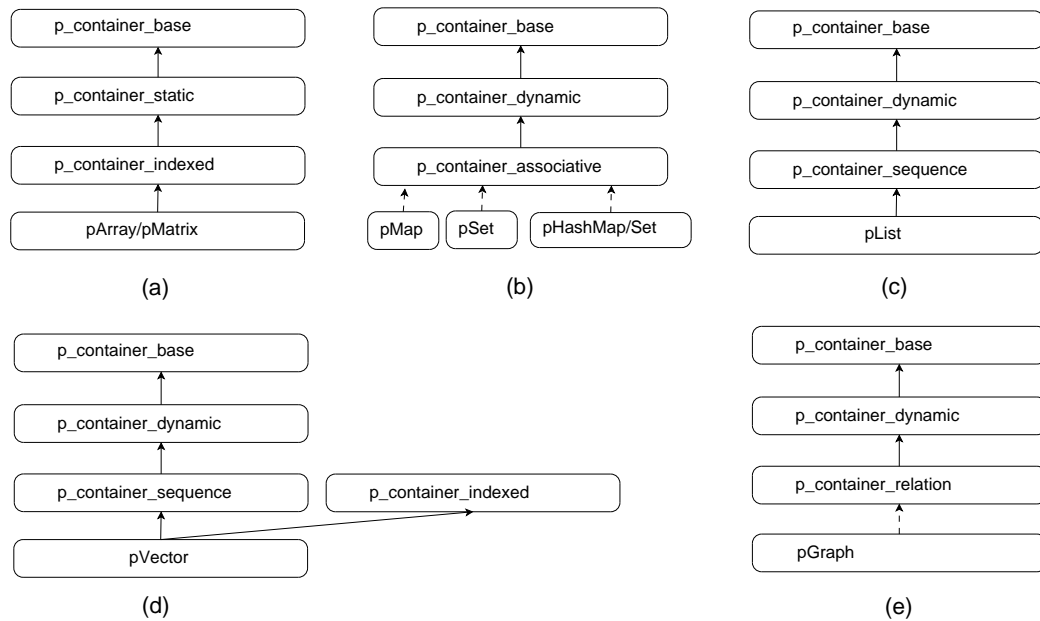 p_container_base
p_container_static
p_container_indexed
pArray/pMatrix
(a)
p_container_base
p_container_dynamic
p_container_associative
pMap
pSet
pHashMap/Set
(b)
p_container_base
p_container_dynamic
p_container_sequence
pList
(c)
p_container_base
p_container_dynamic
p_container_sequence
p_container_indexed
pVector
(d)
p_container_base
p_container_dynamic
p_container_relation
pGraph
(e)